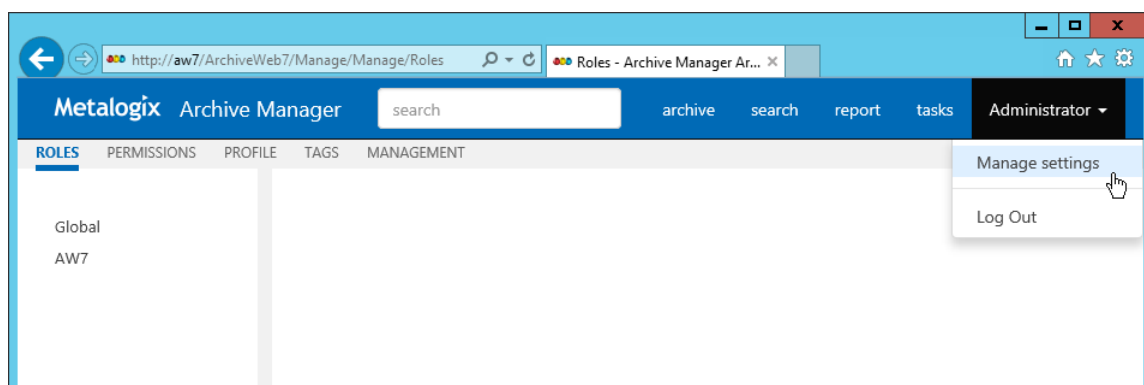 http://aw7/ArchiveWeb7/Manage/Manage/Roles
Roles - Archive Manager Ar...
Metalogix Archive Manager
search
archive search report tasks Administrator
ROLES PERMISSIONS PROFILE TAGS MANAGEMENT
Manage settings
Log Out
Global
AW7